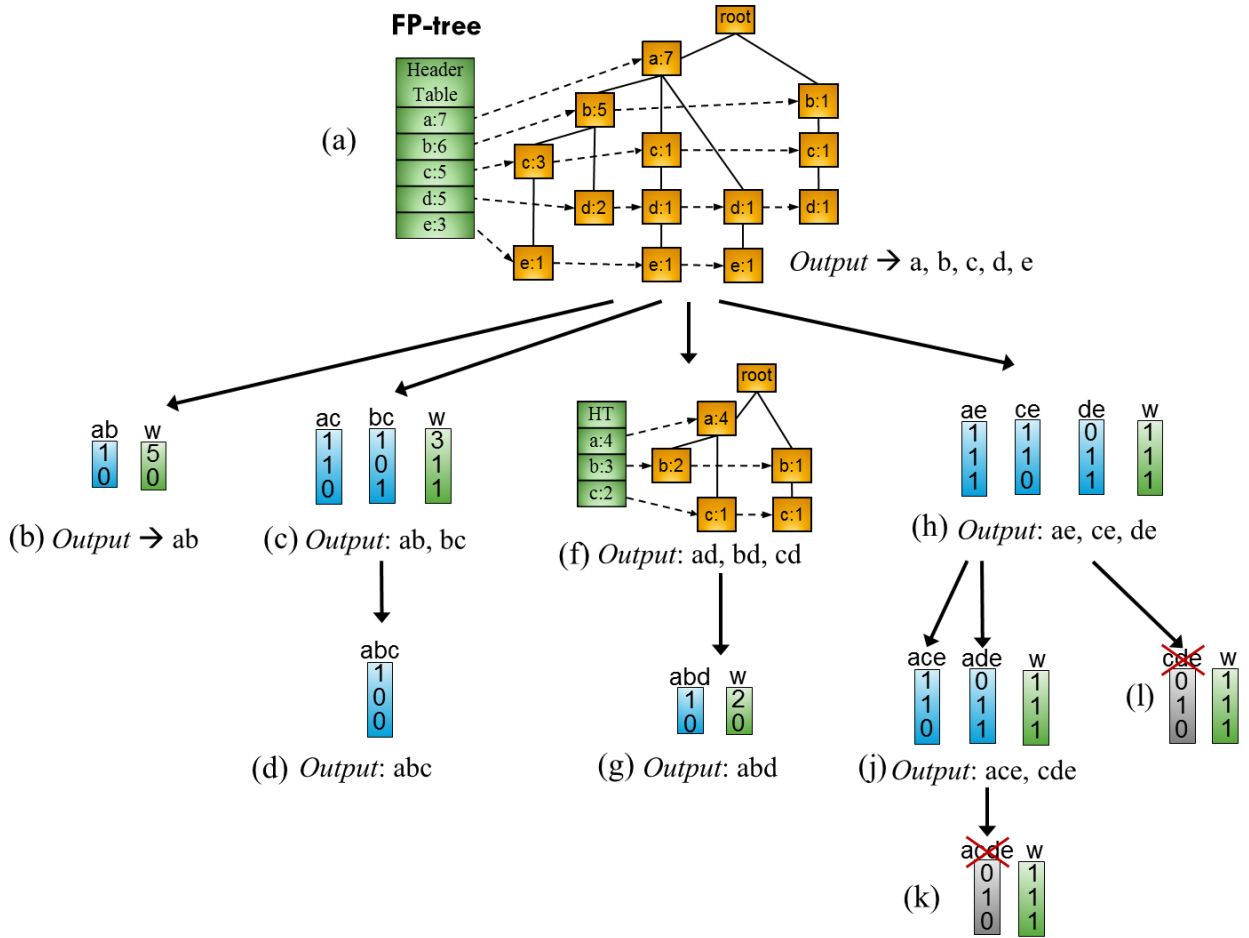 FP-tree
root
Header
Table
a:7
b:6
c:5
d:5
e:3
a:7
b:5
b:1
(a)
c:3
c:1
c:1
d:2
d:1
d:1
d:1
e:1
e:1
e:1
Output → a, b, c, d, e
ab w
1 5
0 0
(b) Output → ab
ac bc w
1 1 3
1 0 1
0 1 1
(c) Output: ab, bc
abc
1
0
0
(d) Output: abc
root
HT
a:4
b:3
c:2
a:4
b:2
b:1
c:1
c:1
(f) Output: ad, bd, cd
abd w
1 2
0 0
(g) Output: abd
ae ce de w
1 1 0 1
1 1 1 1
1 0 1 1
(h) Output: ae, ce, de
ace ade w
1 0 1
1 1 1
0 1 1
(j) Output: ace, cde
cde w
0 1
1 1
0 1
(l)
acde w
0 1
1 1
0 1
(k)